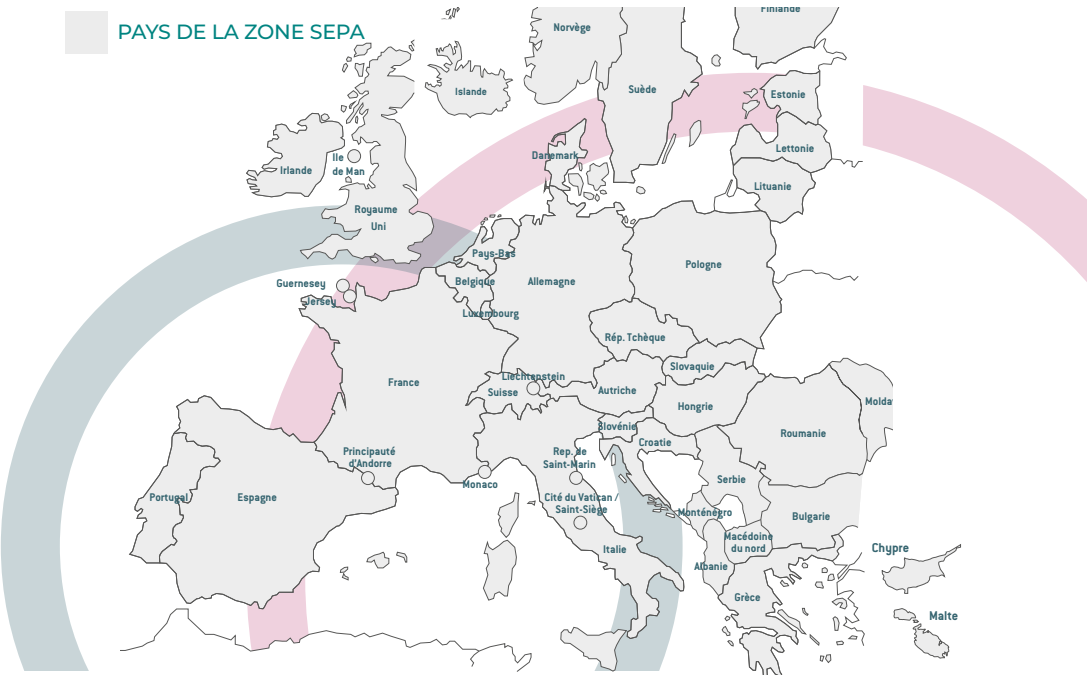 PAYS DE LA ZONE SEPA
Finlande
Norvège
Islande
Suède
Estonie
Lettonie
Danemark
Ile
de Man
Irlande
Lituanie
Royaume
Uni
Pays-Bas
Pologne
Guernesey
Belgique
Allemagne
Jersey
Luxembourg
Rép. Tchèque
Slovaquie
Liechtenstein
France
Suisse
Autriche
Molda
Hongrie
Slovénie
Roumanie
Croatie
Principauté
d'Andorre
Rep. de
Saint-Marin
Monaco
Serbie
Portugal
Espagne
Cité du Vatican /
Saint-Siège
Monténégro
Bulgarie
Macédoine
du nord
Italie
Chypre
Albanie
Grèce
Malte